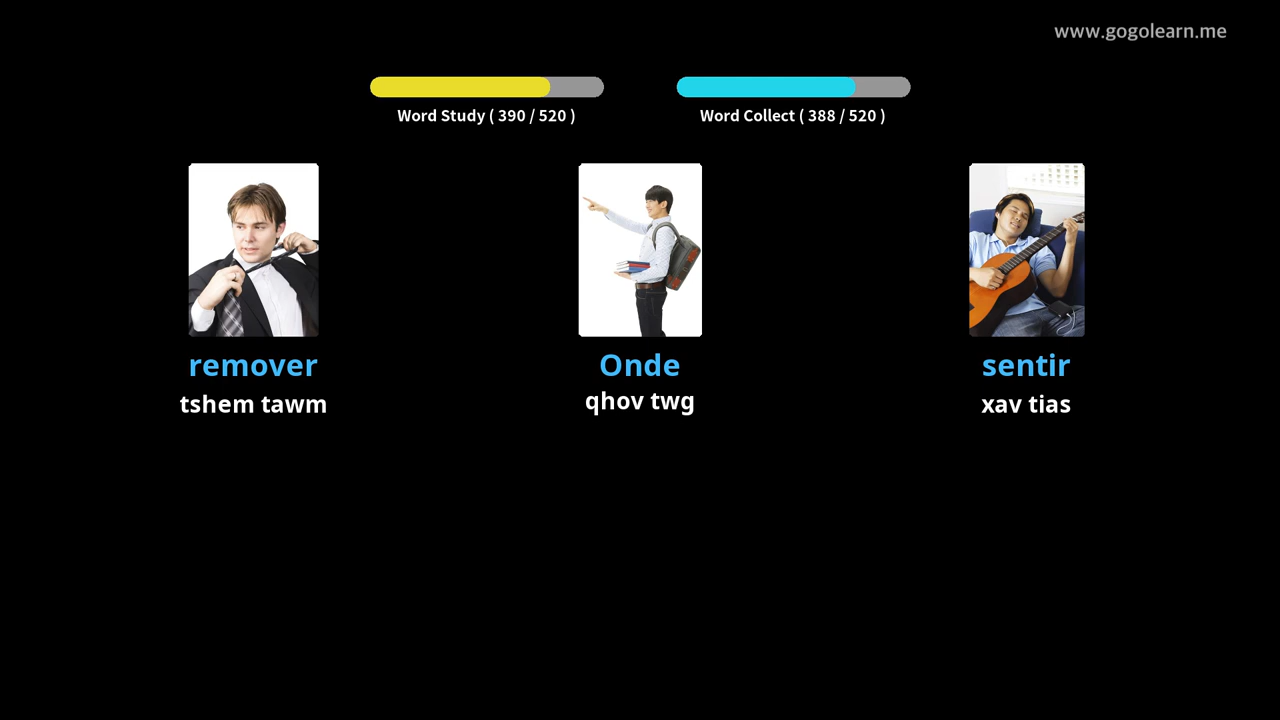 www.gogolearn.me
Word Study ( 390 / 520 )
Word Collect ( 388 / 520 )
remover
tshem tawm
Onde
qhov twg
sentir
xav tias